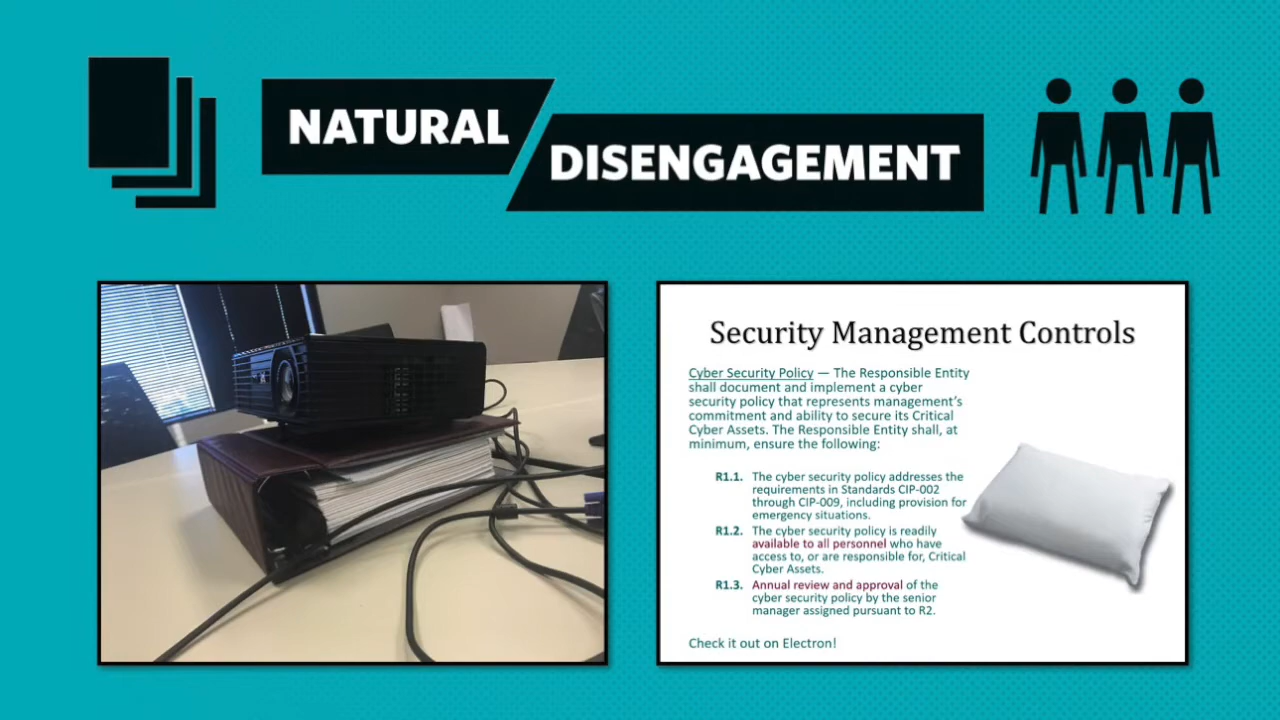 NATURAL
DISENGAGEMENT
Security Management Controls
Cyber Security Policy — The Responsible Entity
shall document and implement a cyber
security policy that represents management's
commitment and ability to secure its Critical
Cyber Assets. The Responsible Entity shall, at
minimum, ensure the following:
R1.1. The cyber security policy addresses the
requirements in Standards CIP-002
through CIP-009, including provision for
emergency situations.
R1.2. The cyber security policy is readily
available to all personnel who have
access to, or are responsible for, Critical
Cyber Assets.
R1.3. Annual review and approval of the
cyber security policy by the senior
manager assigned pursuant to R2.
Check it out on Electron!